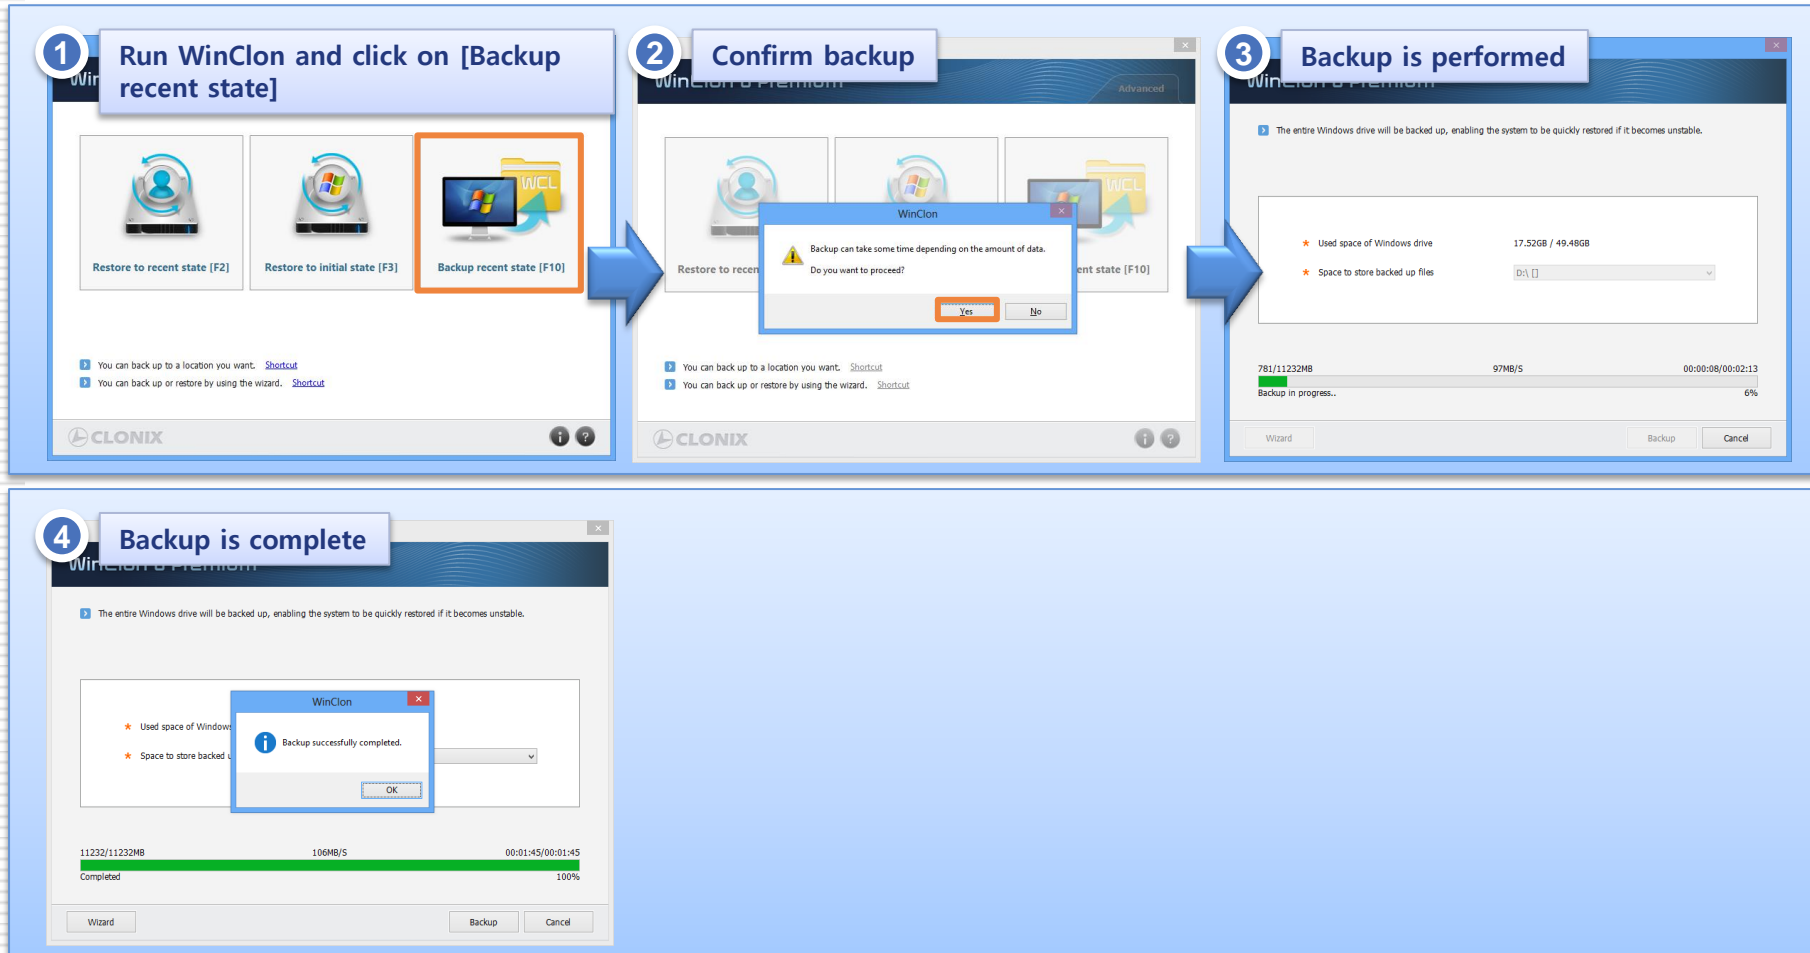 1
Run WinClon and click on [Backup
recent state]
Restore to recent state [F2]
Restore to initial state [F3]
WCL
Backup recent state [F10]
You can back up to a location you want. Shortcut
You can back up or restore by using the wizard. Shortcut
CLONIX
2
Confirm backup
Advanced
WCL
WinClon
Backup can take some time depending on the amount of data.
Do you want to proceed?
Yes
No
Restore to recen
ent state [F10]
You can back up to a location you want. Shortcut
You can back up or restore by using the wizard. Shortcut
CLONIX
3
Backup is performed
The entire Windows drive will be backed up, enabling the system to be quickly restored if it becomes unstable.
* Used space of Windows drive 17.52GB / 49.48GB
* Space to store backed up files D:\ []
781/11232MB 97MB/S 00:00:08/00:02:13
Backup in progress.. 6%
Wizard Backup Cancel
4
Backup is complete
The entire Windows drive will be backed up, enabling the system to be quickly restored if it becomes unstable.
WinClon
* Used space of Windows
Backup successfully completed.
* Space to store backed u
OK
11232/11232MB 106MB/S 00:01:45/00:01:45
Completed 100%
Wizard Backup Cancel